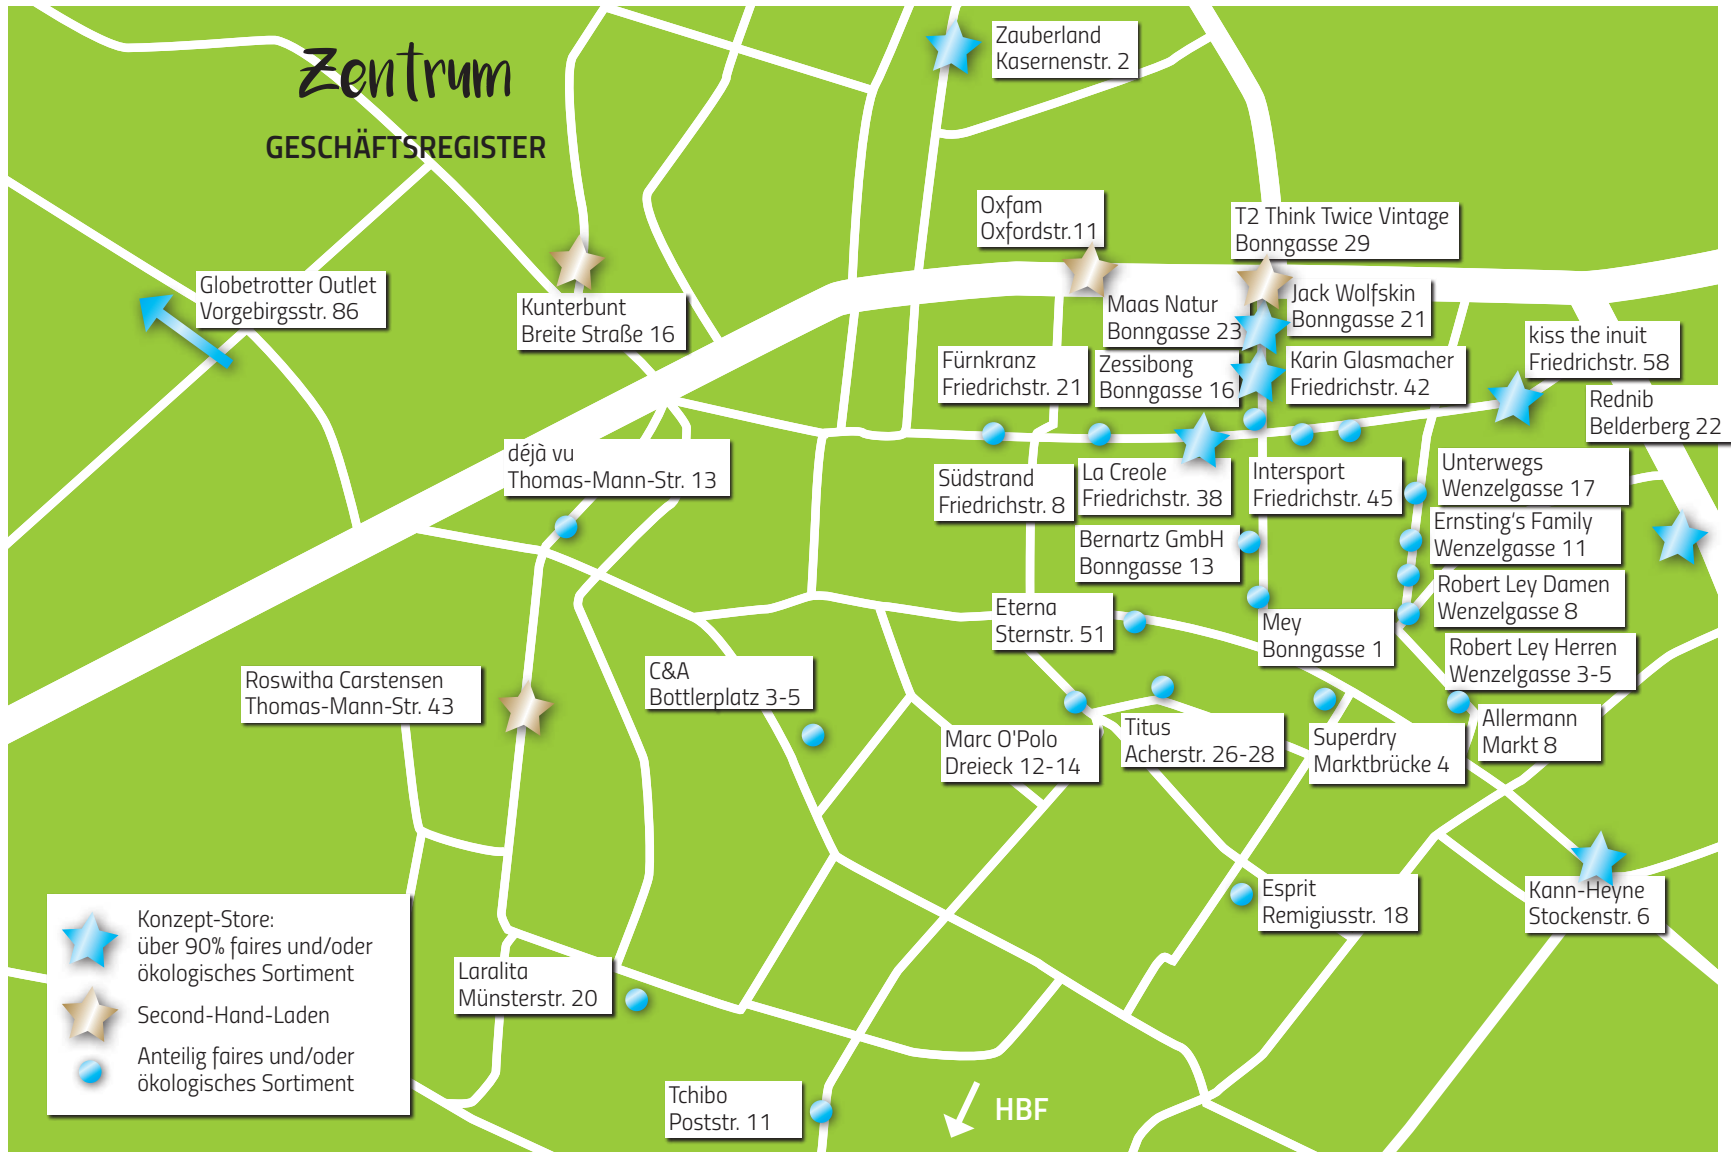 Zentrum
GESCHÄFTSREGISTER
Zauberland
Kasernenstr. 2
Oxfam
Oxfordstr.11
T2 Think Twice Vintage
Bonngasse 29
Globetrotter Outlet
Vorgebirgsstr. 86
Kunterbunt
Breite Straße 16
Maas Natur
Bonngasse 23
Jack Wolfskin
Bonngasse 21
kiss the inuit
Friedrichstr. 58
Fürnkranz
Friedrichstr. 21
Zessibong
Bonngasse 16
Karin Glasmacher
Friedrichstr. 42
Rednib
Belderberg 22
déjà vu
Thomas-Mann-Str. 13
Südstrand
Friedrichstr. 8
La Creole
Friedrichstr. 38
Intersport
Friedrichstr. 45
Unterwegs
Wenzelgasse 17
Ernsting‘s Family
Wenzelgasse 11
Bernartz GmbH
Bonngasse 13
Robert Ley Damen
Wenzelgasse 8
Eterna
Sternstr. 51
Mey
Bonngasse 1
Robert Ley Herren
Wenzelgasse 3-5
Roswitha Carstensen
Thomas-Mann-Str. 43
C&A
Bottlerplatz 3-5
Marc O'Polo
Dreieck 12-14
Titus
Acherstr. 26-28
Superdry
Marktbrücke 4
Allermann
Markt 8
Esprit
Remigiusstr. 18
Kann-Heyne
Stockenstr. 6
Laralita
Münsterstr. 20
Tchibo
Poststr. 11
HBF
Konzept-Store:
über 90% faires und/oder
ökologisches Sortiment
Second-Hand-Laden
Anteilig faires und/oder
ökologisches Sortiment